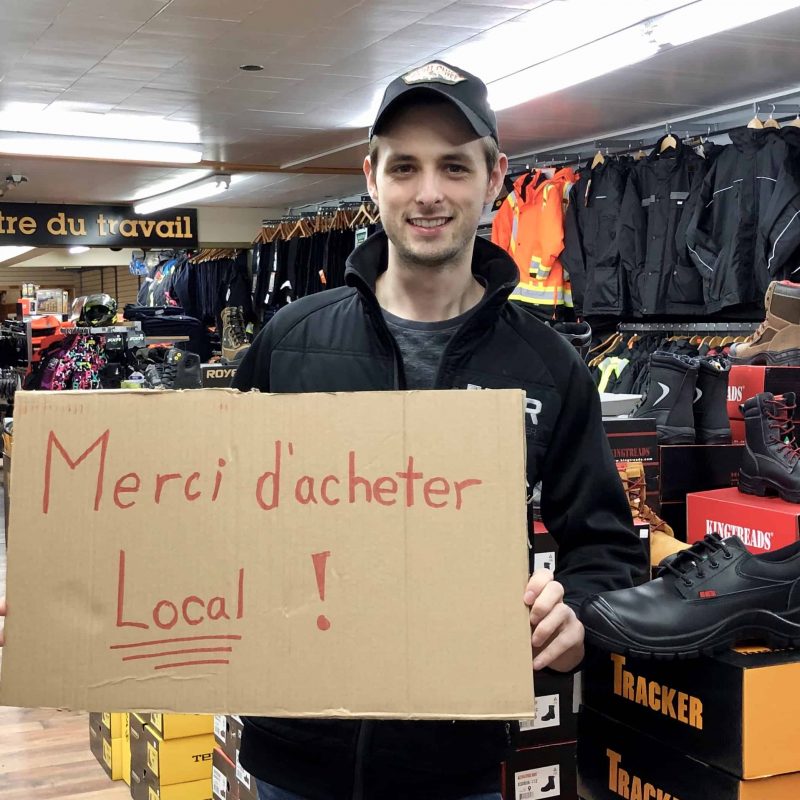 tre du travail
ROYER
Merci d'acheter
Local !
KINGTREADS®
KINGTREADS®
TRACKER
TRACKER